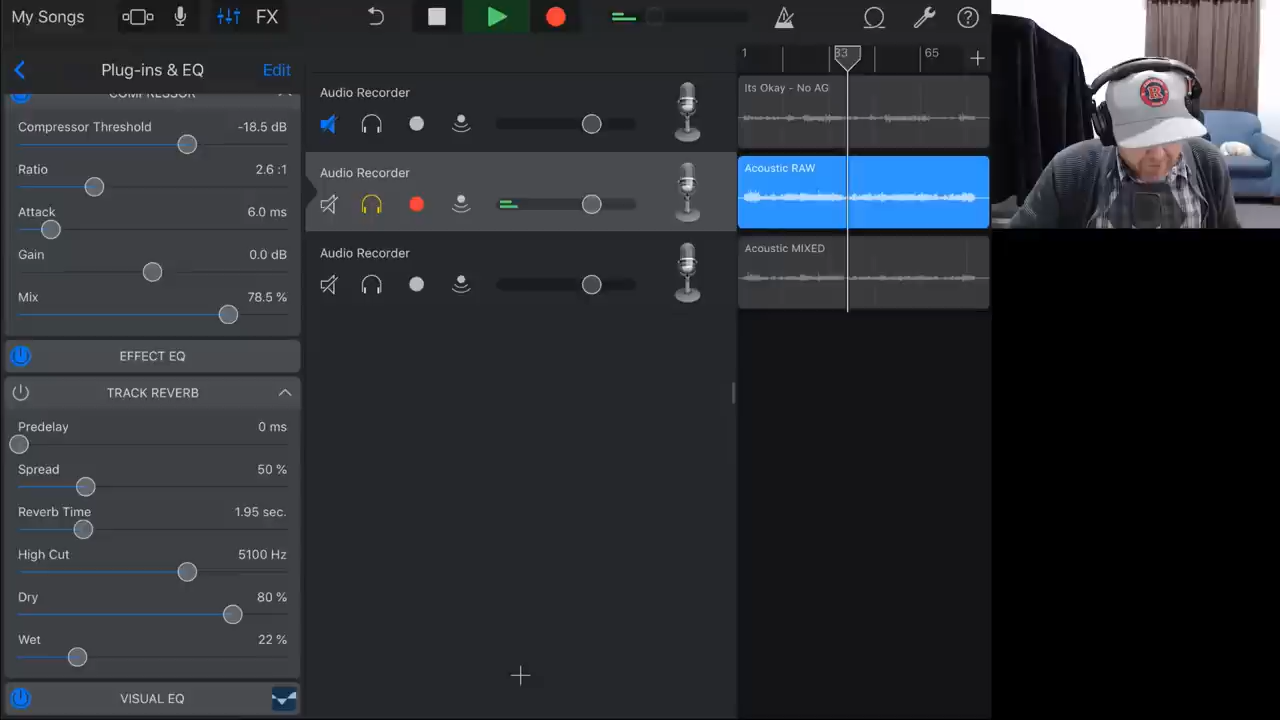 My Songs
FX
Plug-ins & EQ
Edit
COMPRESSOR
Compressor Threshold
-18.5 dB
Ratio
2.6 :1
Attack
6.0 ms
Gain
0.0 dB
Mix
78.5 %
EFFECT EQ
TRACK REVERB
Predelay
0 ms
Spread
50 %
Reverb Time
1.95 sec.
High Cut
5100 Hz
Dry
80 %
Wet
22 %
VISUAL EQ
Audio Recorder
Audio Recorder
Audio Recorder
1
33
65
Its Okay - No AG
Acoustic RAW
Acoustic MIXED
R